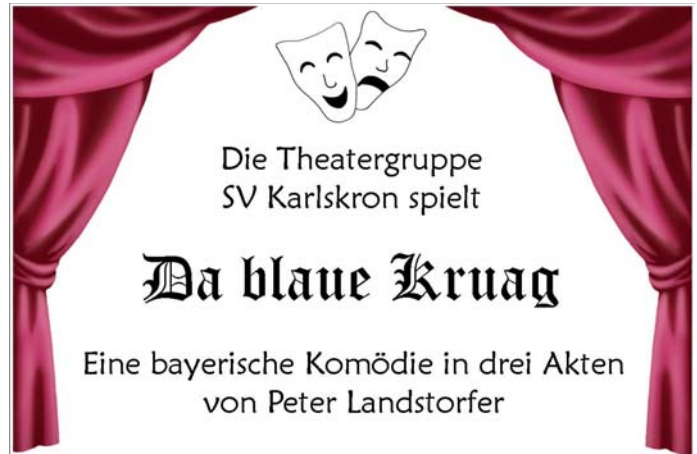 Die Theatergruppe
SV Karlskron spielt
Da blaue Kruag
Eine bayerische Komödie in drei Akten
von Peter Landstorfer